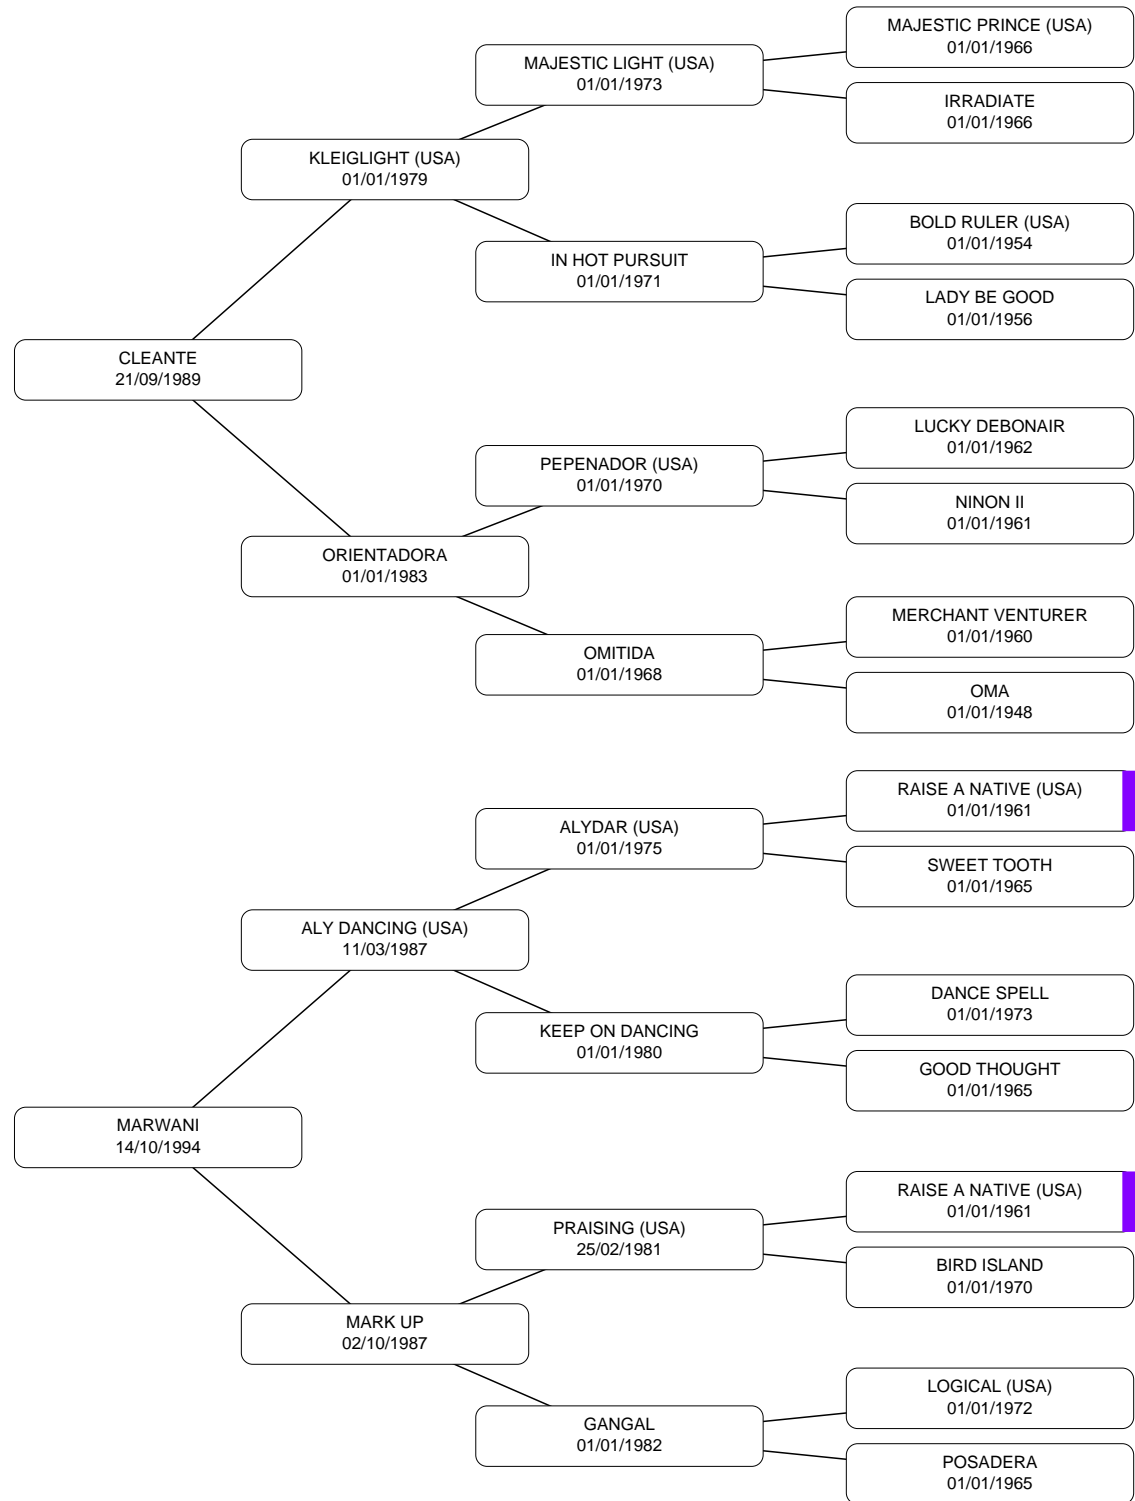 MAJESTIC PRINCE (USA)
01/01/1966
MAJESTIC LIGHT (USA)
01/01/1973
IRRADIATE
01/01/1966
KLEIGLIGHT (USA)
01/01/1979
BOLD RULER (USA)
01/01/1954
IN HOT PURSUIT
01/01/1971
LADY BE GOOD
01/01/1956
CLEANTE
21/09/1989
LUCKY DEBONAIR
01/01/1962
PEPENADOR (USA)
01/01/1970
NINON II
01/01/1961
ORIENTADORA
01/01/1983
MERCHANT VENTURER
01/01/1960
OMITIDA
01/01/1968
OMA
01/01/1948
RAISE A NATIVE (USA)
01/01/1961
ALYDAR (USA)
01/01/1975
SWEET TOOTH
01/01/1965
ALY DANCING (USA)
11/03/1987
DANCE SPELL
01/01/1973
KEEP ON DANCING
01/01/1980
GOOD THOUGHT
01/01/1965
MARWANI
14/10/1994
RAISE A NATIVE (USA)
01/01/1961
PRAISING (USA)
25/02/1981
BIRD ISLAND
01/01/1970
MARK UP
02/10/1987
LOGICAL (USA)
01/01/1972
GANGAL
01/01/1982
POSADERA
01/01/1965